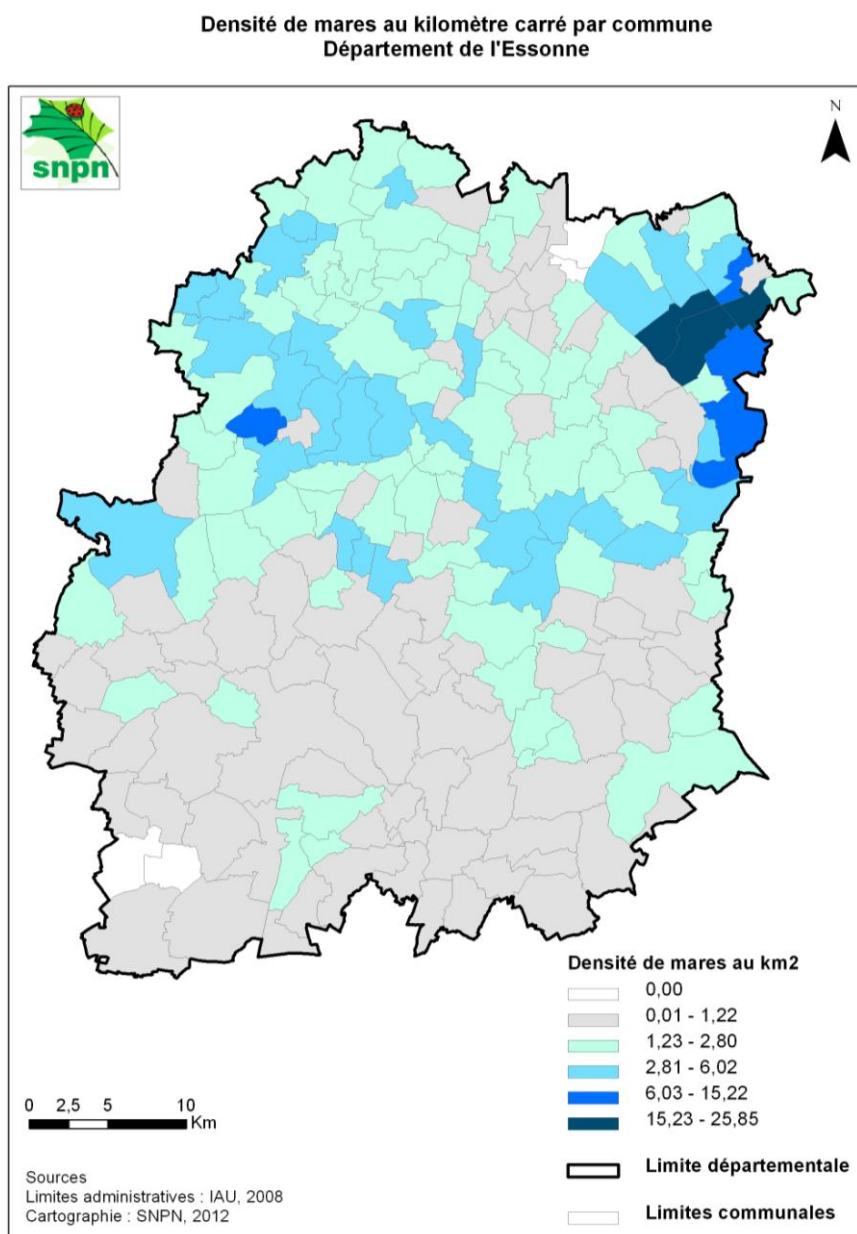 Densité de mares au kilomètre carré par commune
Département de l'Essonne
snpn
N
Densité de mares au km2
0,00
0,01 - 1,22
1,23 - 2,80
2,81 - 6,02
6,03 - 15,22
15,23 - 25,85
0 2,5 5 10
Km
Limite départementale
Sources
Limites administratives : IAU, 2008
Cartographie : SNPN, 2012
Limites communales